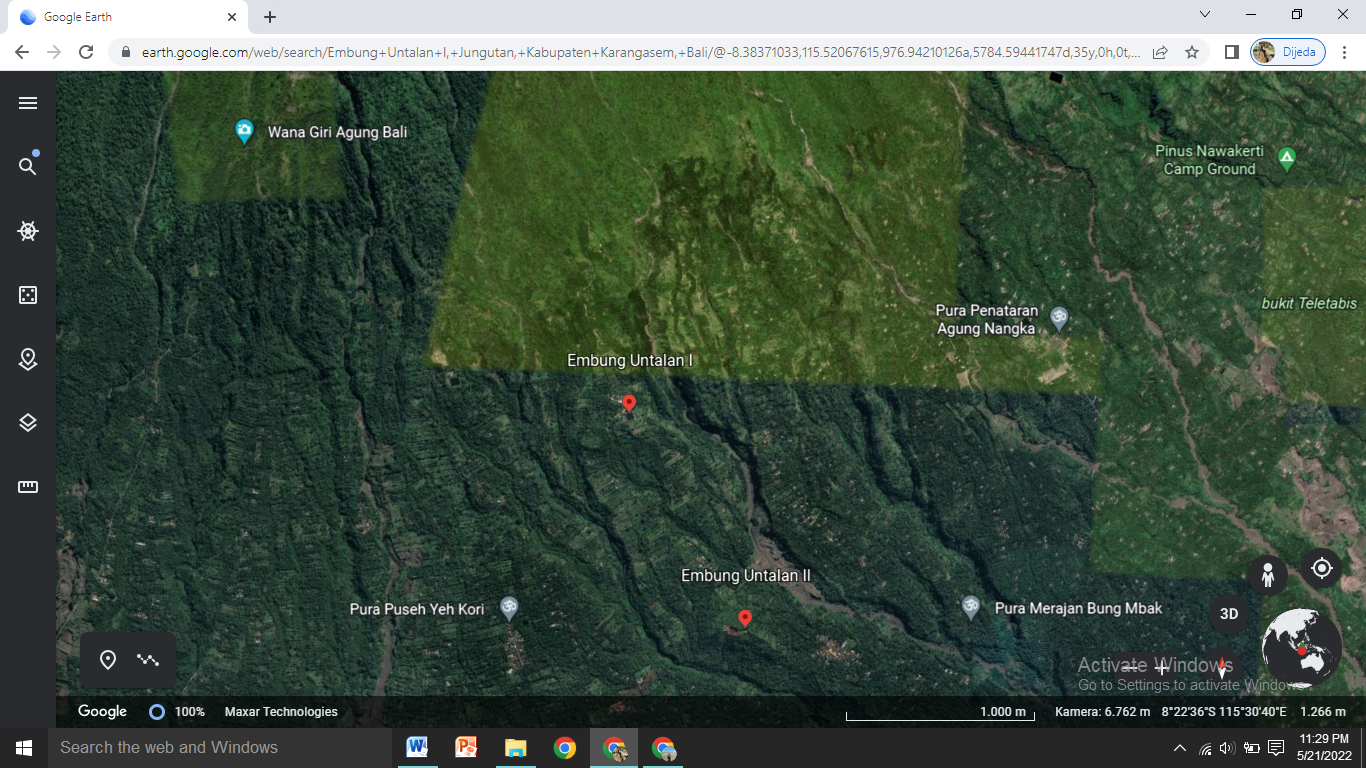 Google Earth
earth.google.com/web/search/Embung+Untalan+I,+Jungutan,+Kabupaten+Karangasem,+Bali/@-8.38371033,115.52067615,976.94210126a,5784.59441747d,35y,0h,0t,...
Dijeda
Wana Giri Agung Bali
Pinus Nawakerti
Camp Ground
bukit Teletabis
Pura Penataran
Agung Nangka
Embung Untalan I
Embung Untalan II
Pura Puseh Yeh Kori
Pura Merajan Bung Mbak
3D
Activate Windows
Go to Settings to activate Windows.
Google
100%
Maxar Technologies
1.000 m
Kamera: 6.762 m
8°22'36"S 115°30'40"E
1.266 m
Search the web and Windows
11:29 PM
5/21/2022